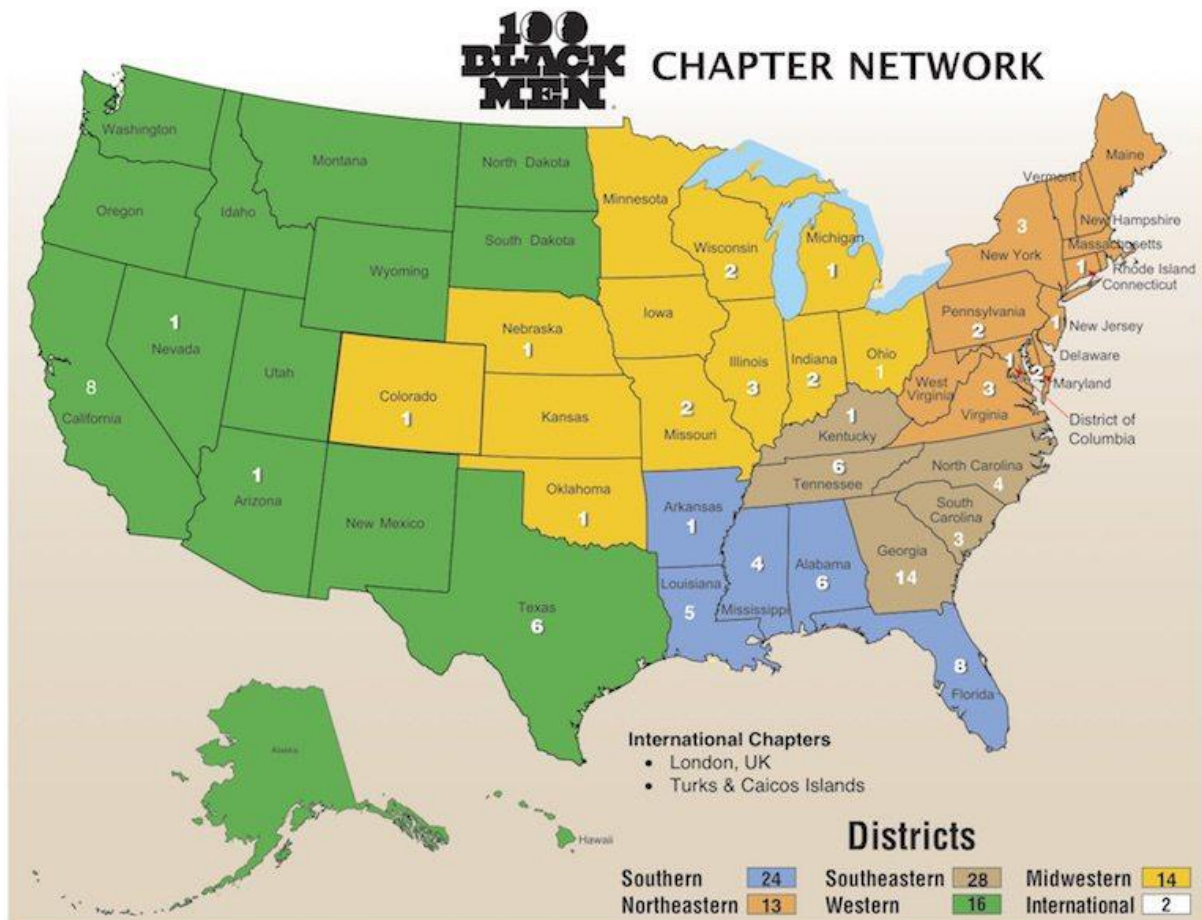 100
BLACK
MEN
CHAPTER NETWORK
Washington
Montana
North Dakota
Minnesota
Maine
Vermont
Oregon
Idaho
South Dakota
Wisconsin
2
Michigan
1
3
New York
New Hampshire
Massachusetts
Rhode Island
1
Connecticut
Wyoming
Nebraska
1
Iowa
Illinois
3
Indiana
2
Ohio
1
Pennsylvania
2
1
New Jersey
1
Nevada
8
California
Utah
Colorado
1
Kansas
2
Missouri
West
Virginia
3
Virginia
1
2
Delaware
Maryland
District of
Columbia
1
Kentucky
6
Tennessee
North Carolina
4
1
Arizona
New Mexico
Oklahoma
1
Arkansas
1
South
Carolina
3
Georgia
14
4
Mississippi
Alabama
6
Louisiana
5
Texas
6
8
Florida
Alaska
Hawaii
International Chapters
• London, UK
• Turks & Caicos Islands
Districts
Southern 24 Southeastern 28 Midwestern 14
Northeastern 13 Western 16 International 2